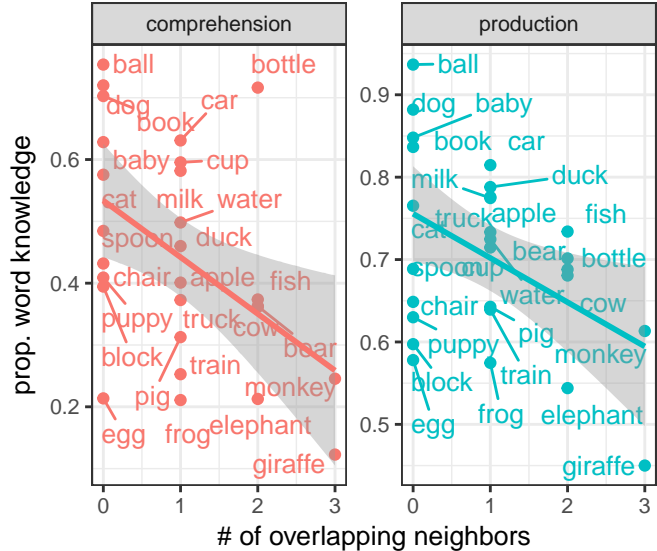 comprehension
production
prop. word knowledge
0.6
0.4
0.2
ball
bottle
dog
car
book
baby
cup
cat
milk
water
spoon
duck
chair
apple
fish
puppy
truck
cow
bear
block
train
monkey
pig
egg
frog
elephant
giraffe
0
1
2
3
0.9
0.8
0.7
0.6
0.5
ball
dog
baby
book
car
milk
duck
truck
apple
fish
cat
bear
bottle
spoon
cup
water
cow
chair
pig
puppy
monkey
block
train
egg
frog
elephant
giraffe
0
1
2
3
# of overlapping neighbors